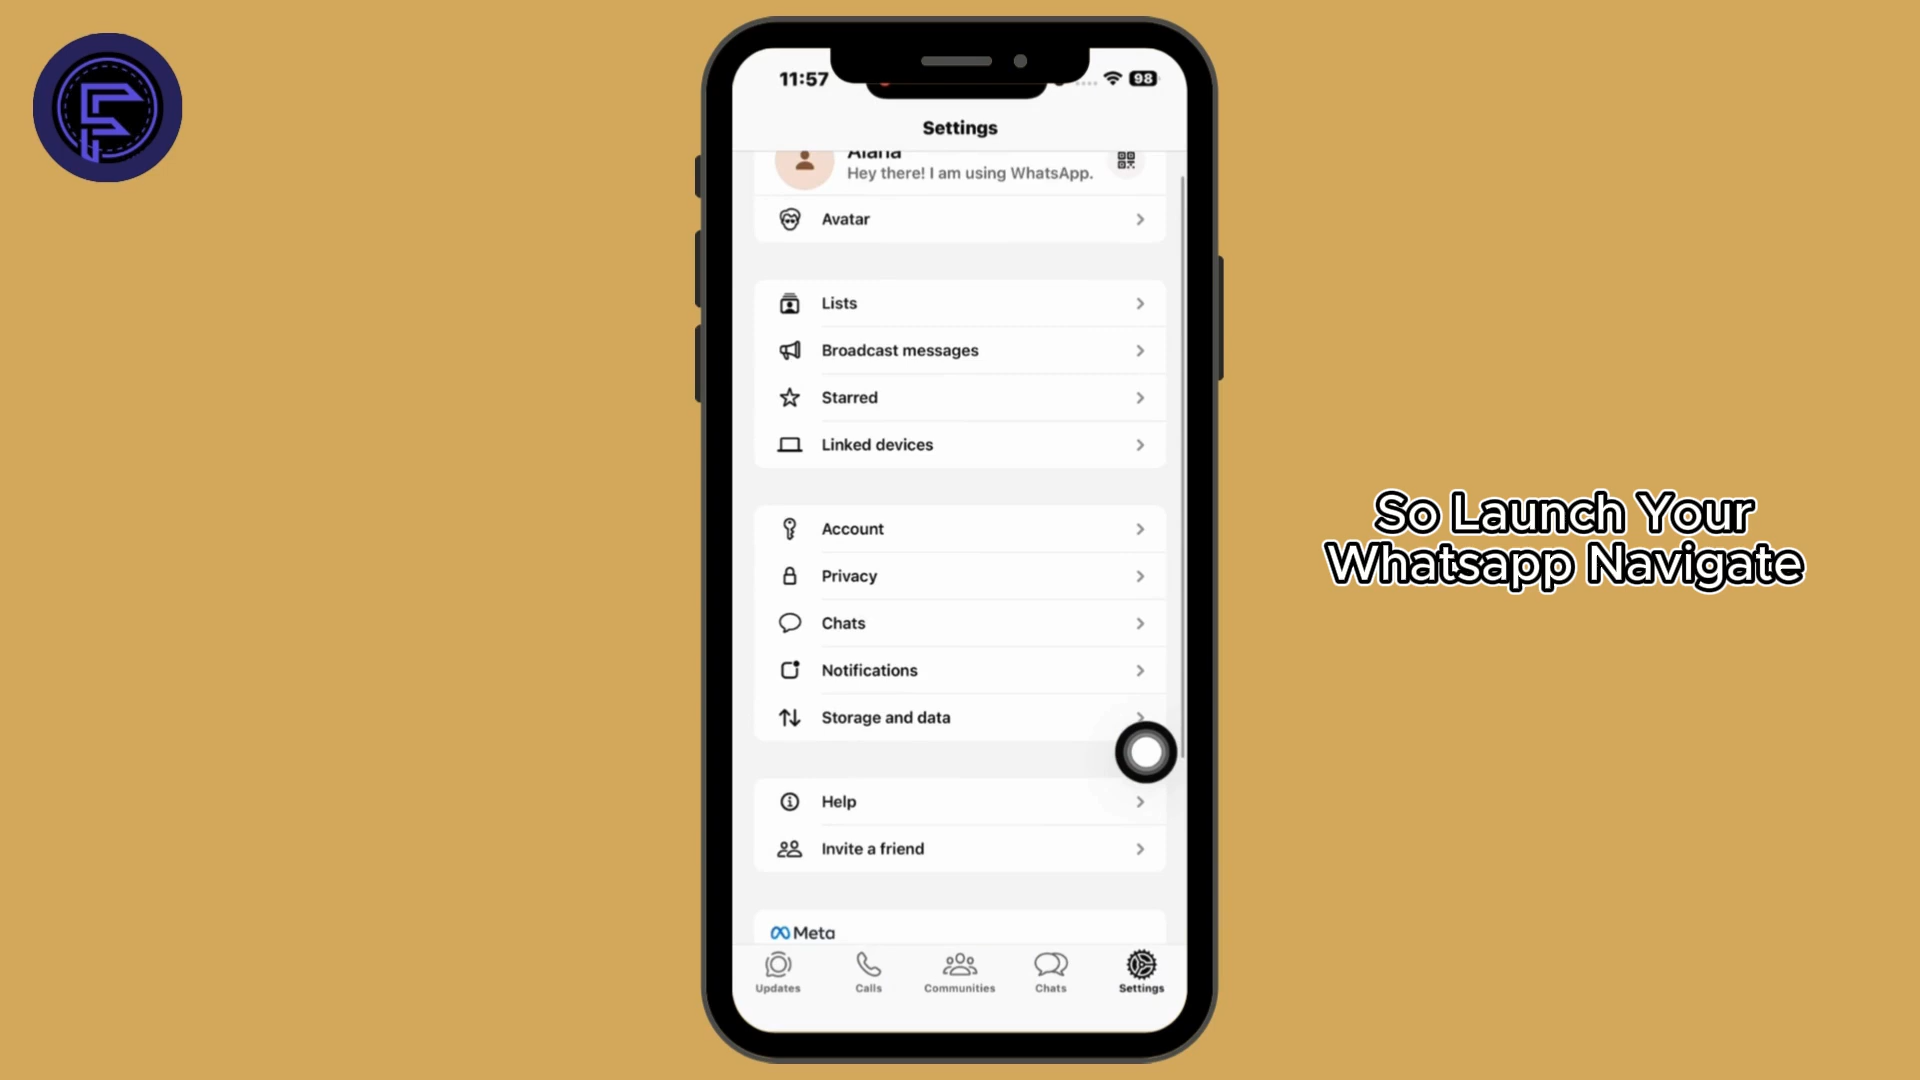 11:57
98
Settings
Alana
Hey there! I am using WhatsApp.
Avatar
Lists
Broadcast messages
Starred
Linked devices
Account
Privacy
Chats
Notifications
Storage and data
Help
Invite a friend
Meta
Updates
Calls
Communities
Chats
Settings
So Launch Your
Whatsapp Navigate